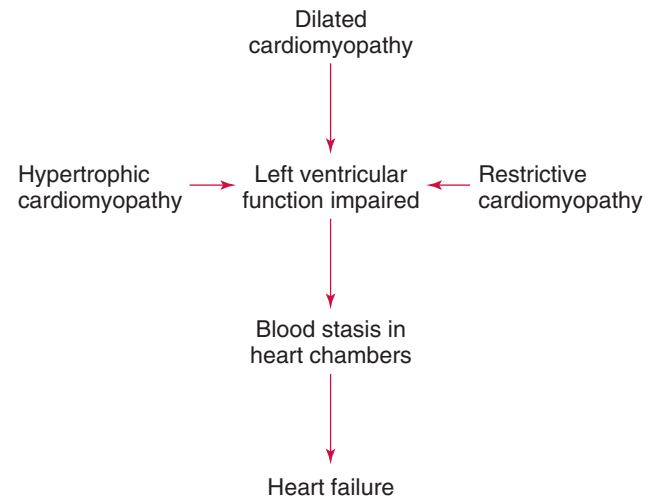 Dilated
cardiomyopathy
Hypertrophic
cardiomyopathy
Left ventricular
function impaired
Restrictive
cardiomyopathy
Blood stasis in
heart chambers
Heart failure